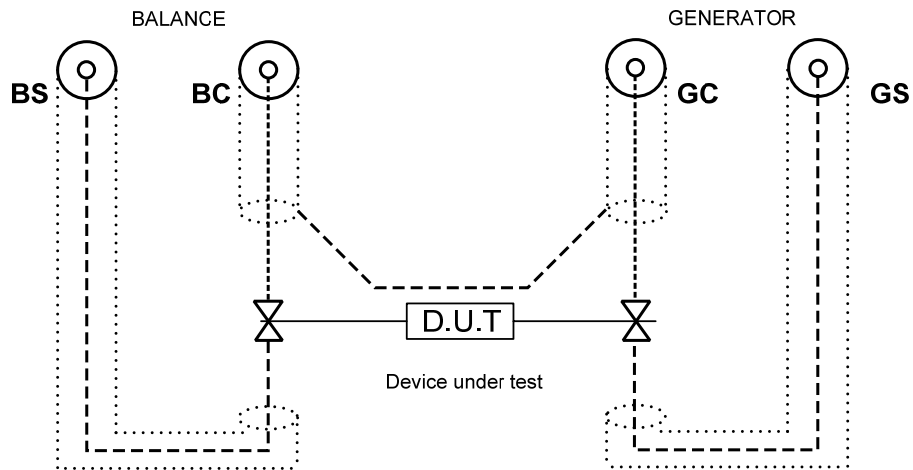 BALANCE
GENERATOR
BS
BC
GC
GS
D.U.T
Device under test